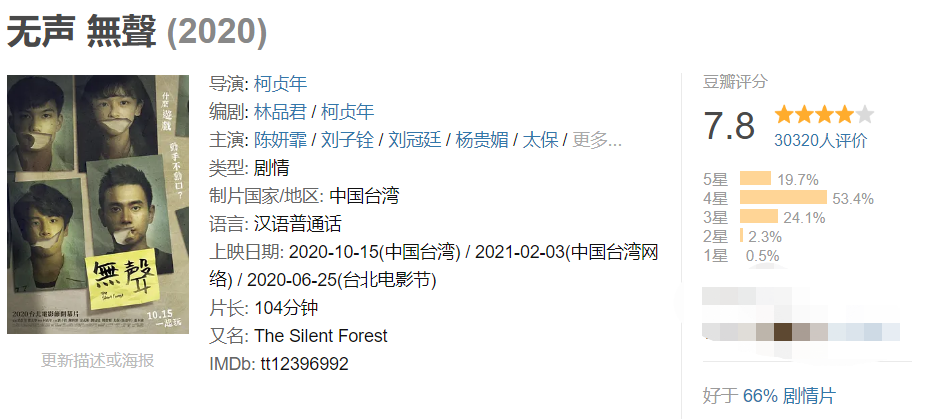 无声 無聲 (2020)
什麼遊戲
動手不動口？
無聲
The Silent Forest
2020台北電影節開幕片
10.15
一起玩
更新描述或海报
导演: 柯贞年
编剧: 林品君 / 柯贞年
主演: 陈妍霏 / 刘子铨 / 刘冠廷 / 杨贵媚 / 太保 / 更多...
类型: 剧情
制片国家/地区: 中国台湾
语言: 汉语普通话
上映日期: 2020-10-15(中国台湾) / 2021-02-03(中国台湾网
络) / 2020-06-25(台北电影节)
片长: 104分钟
又名: The Silent Forest
IMDb: tt12396992
豆瓣评分
7.8
30320人评价
5星 19.7%
4星 53.4%
3星 24.1%
2星 2.3%
1星 0.5%
好于 66% 剧情片